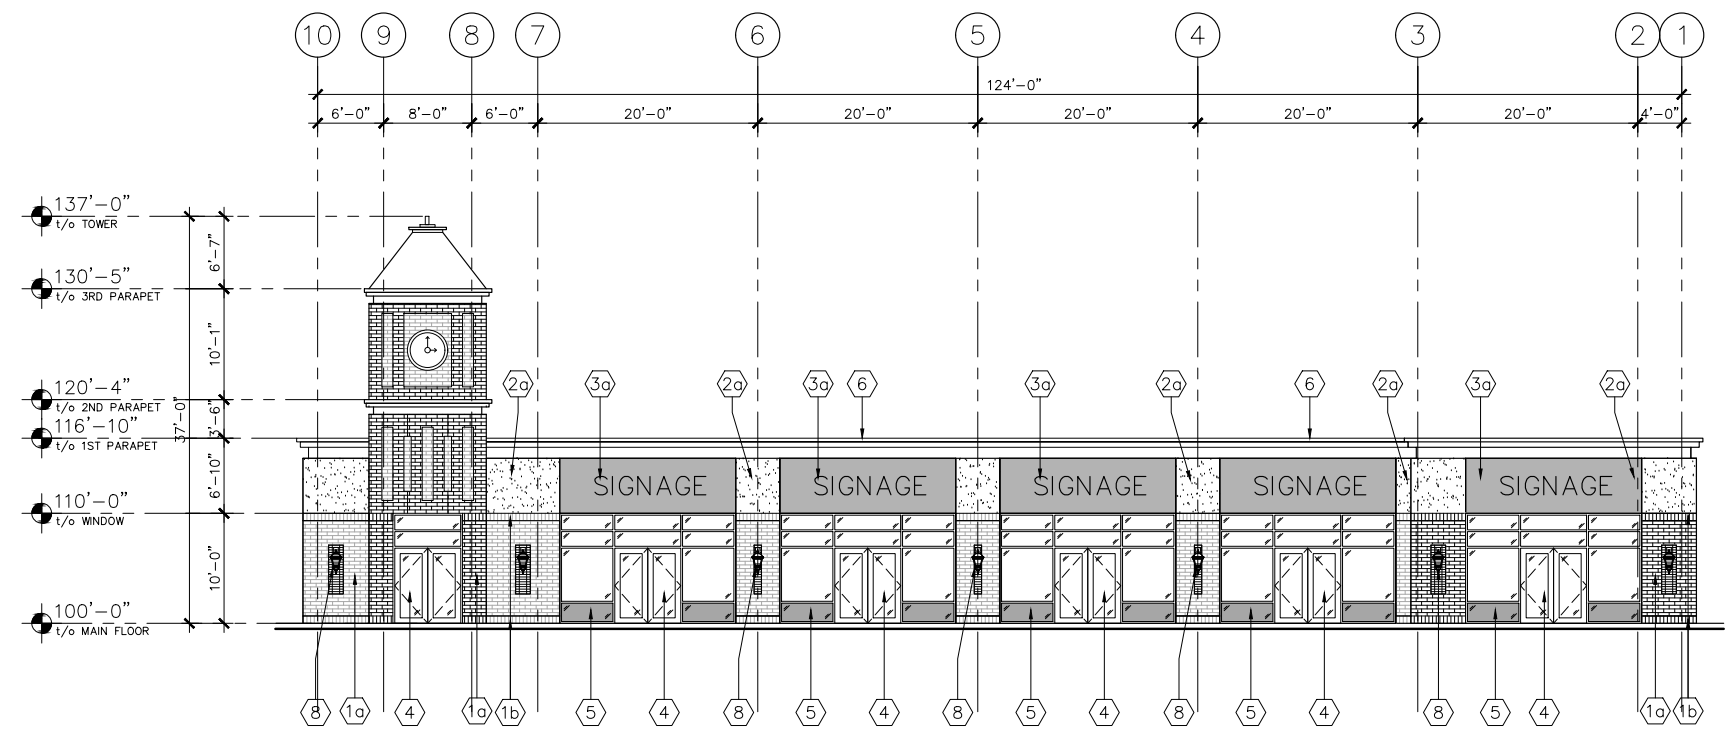 10 9 8 7 6 5 4 3 2 1
124'-0"
6'-0" 8'-0" 6'-0" 20'-0" 20'-0" 20'-0" 20'-0" 20'-0" 4'-0"
137'-0"
t/o TOWER
6'-7"
130'-5"
t/o 3RD PARAPET
10'-1"
120'-4"
t/o 2ND PARAPET
37'-0"
3'-6"
116'-10"
t/o 1ST PARAPET
6'-10"
110'-0"
t/o WINDOW
10'-0"
100'-0"
t/o MAIN FLOOR
2a 3a 2a 3a 6 3a 2a 6 2a 3a 2a
SIGNAGE SIGNAGE SIGNAGE SIGNAGE SIGNAGE
8 1a 4 1a 1b 5 4 8 5 4 8 5 4 8 5 4 8 5 4 1a 1b